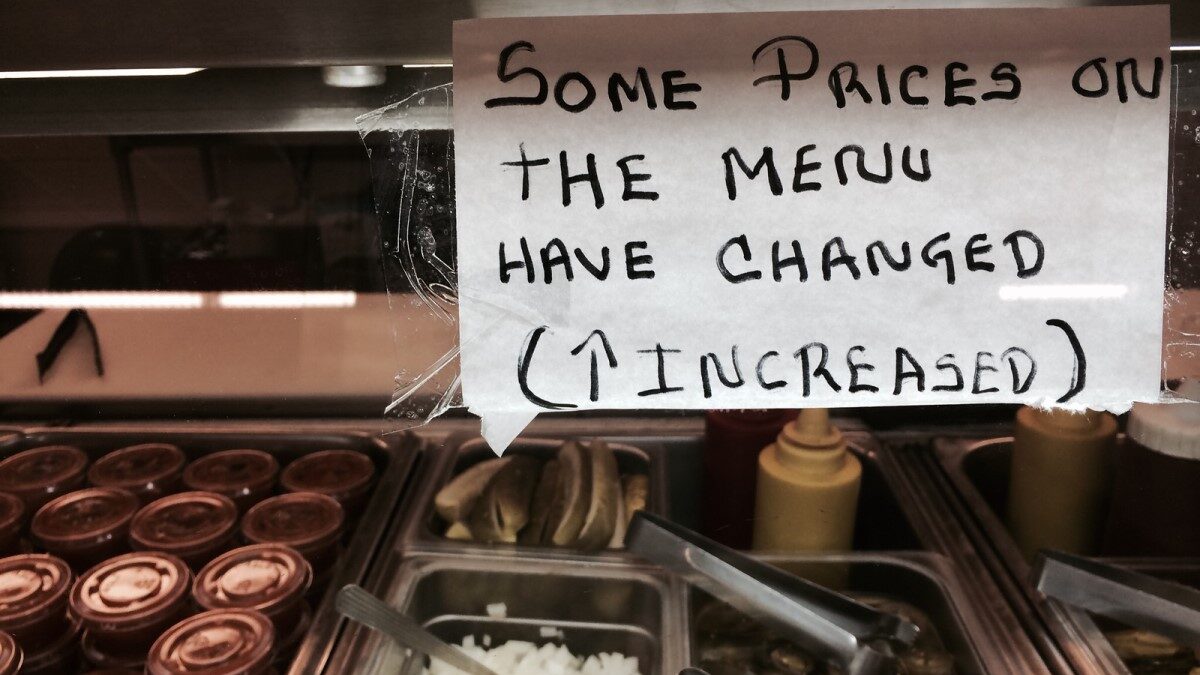 SOME PRICES ON
THE MENU
HAVE CHANGED
(↑ INCREASED)